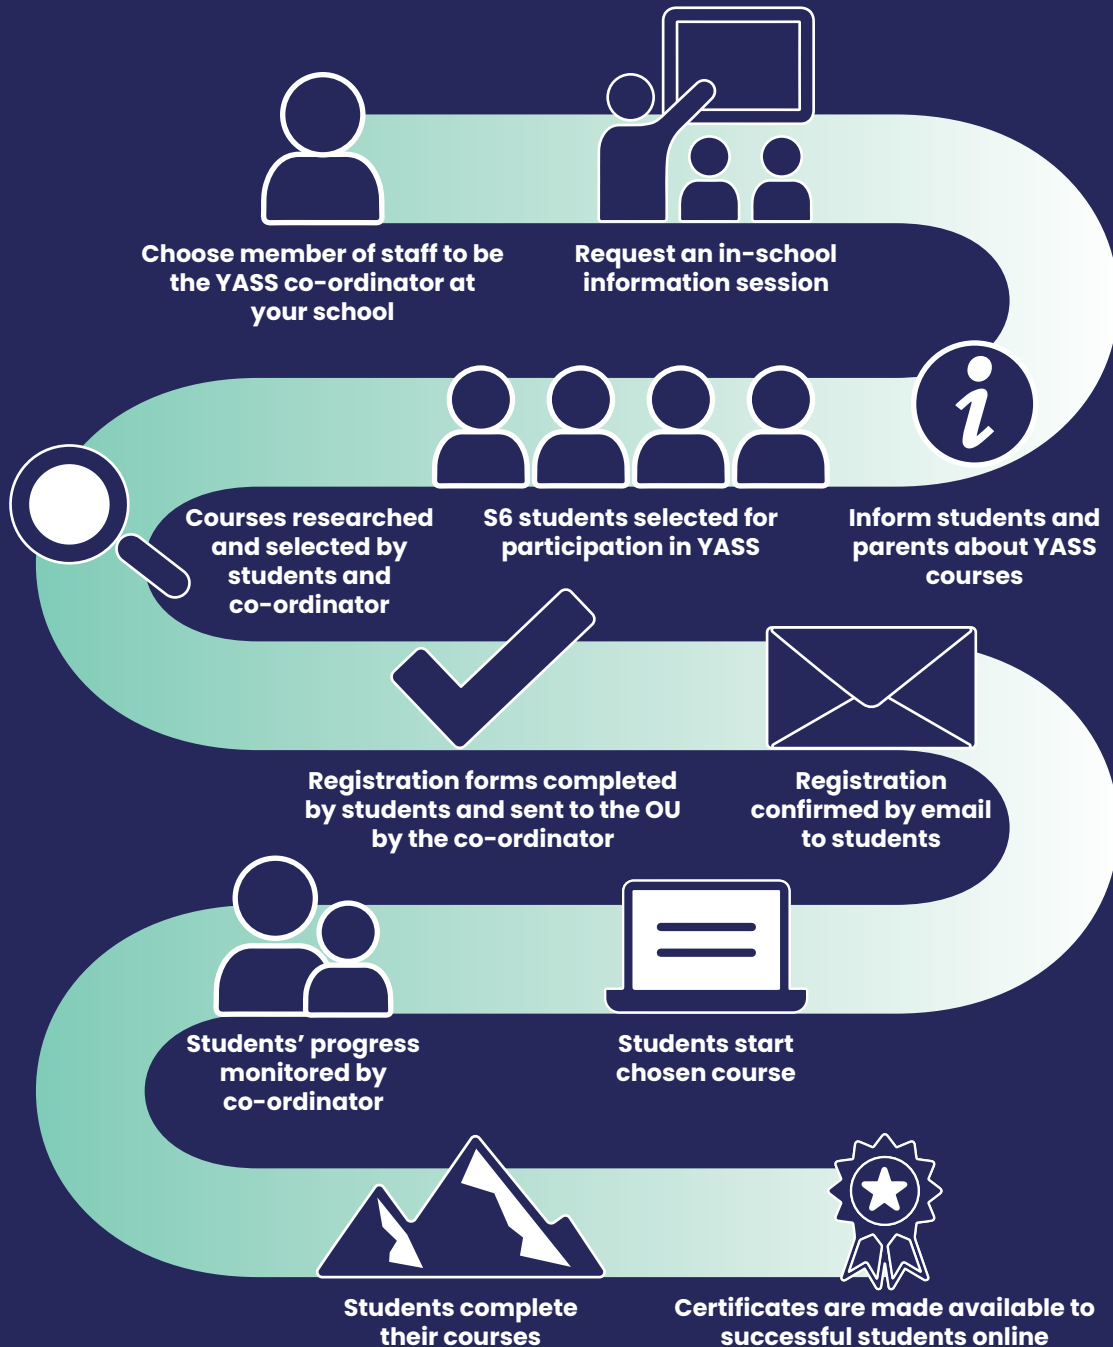 Choose member of staff to be
the YASS co-ordinator at
your school
Request an in-school
information session
Inform students and
parents about YASS
courses
S6 students selected for
participation in YASS
Courses researched
and selected by
students and
co-ordinator
Registration forms completed
by students and sent to the OU
by the co-ordinator
Registration
confirmed by email
to students
Students start
chosen course
Students’ progress
monitored by
co-ordinator
Students complete
their courses
Certificates are made available to
successful students online